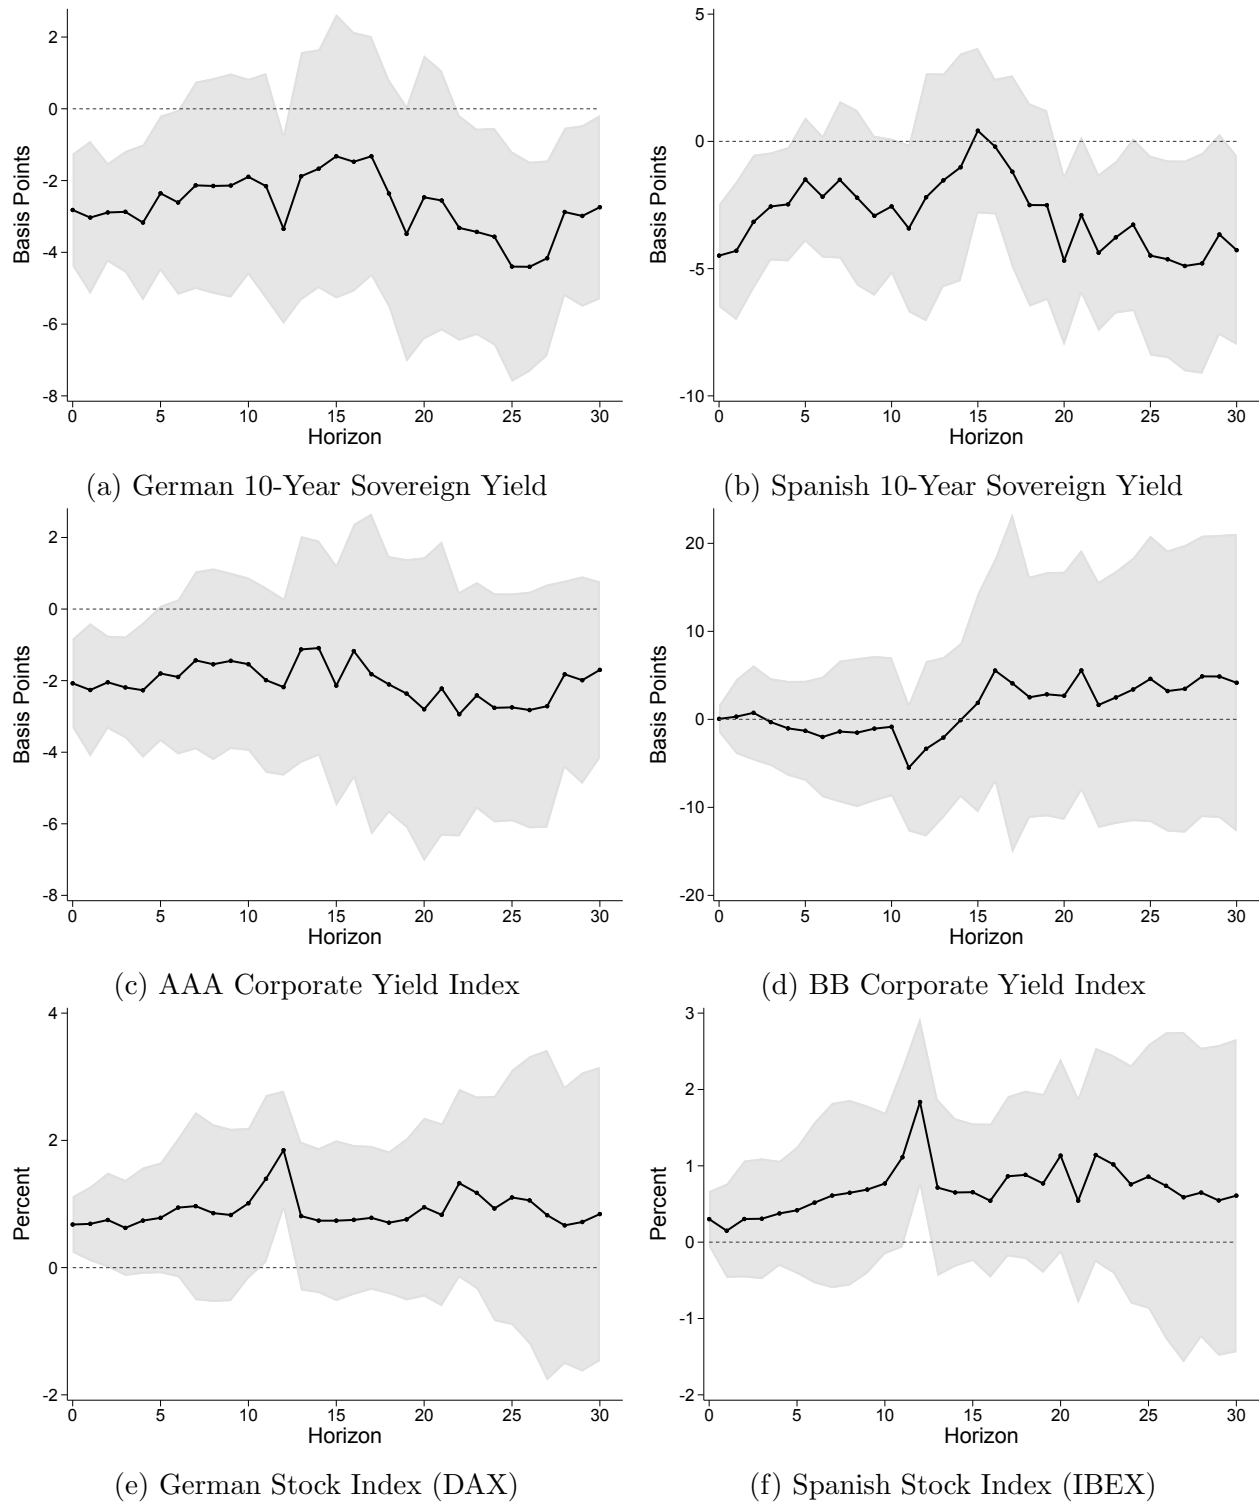 2
0
-2
-4
-6
-8
Basis Points
0 5 10 15 20 25 30
Horizon
(a) German 10-Year Sovereign Yield
5
0
-5
-10
Basis Points
0 5 10 15 20 25 30
Horizon
(b) Spanish 10-Year Sovereign Yield
2
0
-2
-4
-6
-8
Basis Points
0 5 10 15 20 25 30
Horizon
(c) AAA Corporate Yield Index
20
10
0
-10
-20
Basis Points
0 5 10 15 20 25 30
Horizon
(d) BB Corporate Yield Index
4
2
0
-2
Percent
0 5 10 15 20 25 30
Horizon
(e) German Stock Index (DAX)
3
2
1
0
-1
-2
Percent
0 5 10 15 20 25 30
Horizon
(f) Spanish Stock Index (IBEX)